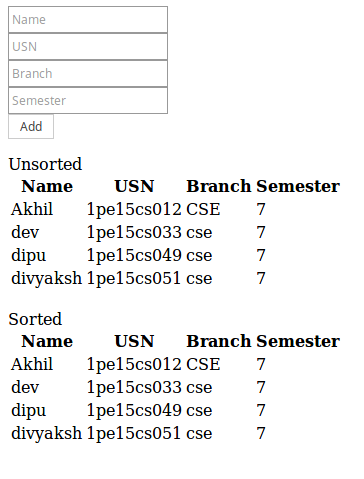 Name
USN
Branch
Semester
Add
Unsorted
Name USN Branch Semester
Akhil 1pe15cs012 CSE 7
dev 1pe15cs033 cse 7
dipu 1pe15cs049 cse 7
divyaksh 1pe15cs051 cse 7
Sorted
Name USN Branch Semester
Akhil 1pe15cs012 CSE 7
dev 1pe15cs033 cse 7
dipu 1pe15cs049 cse 7
divyaksh 1pe15cs051 cse 7